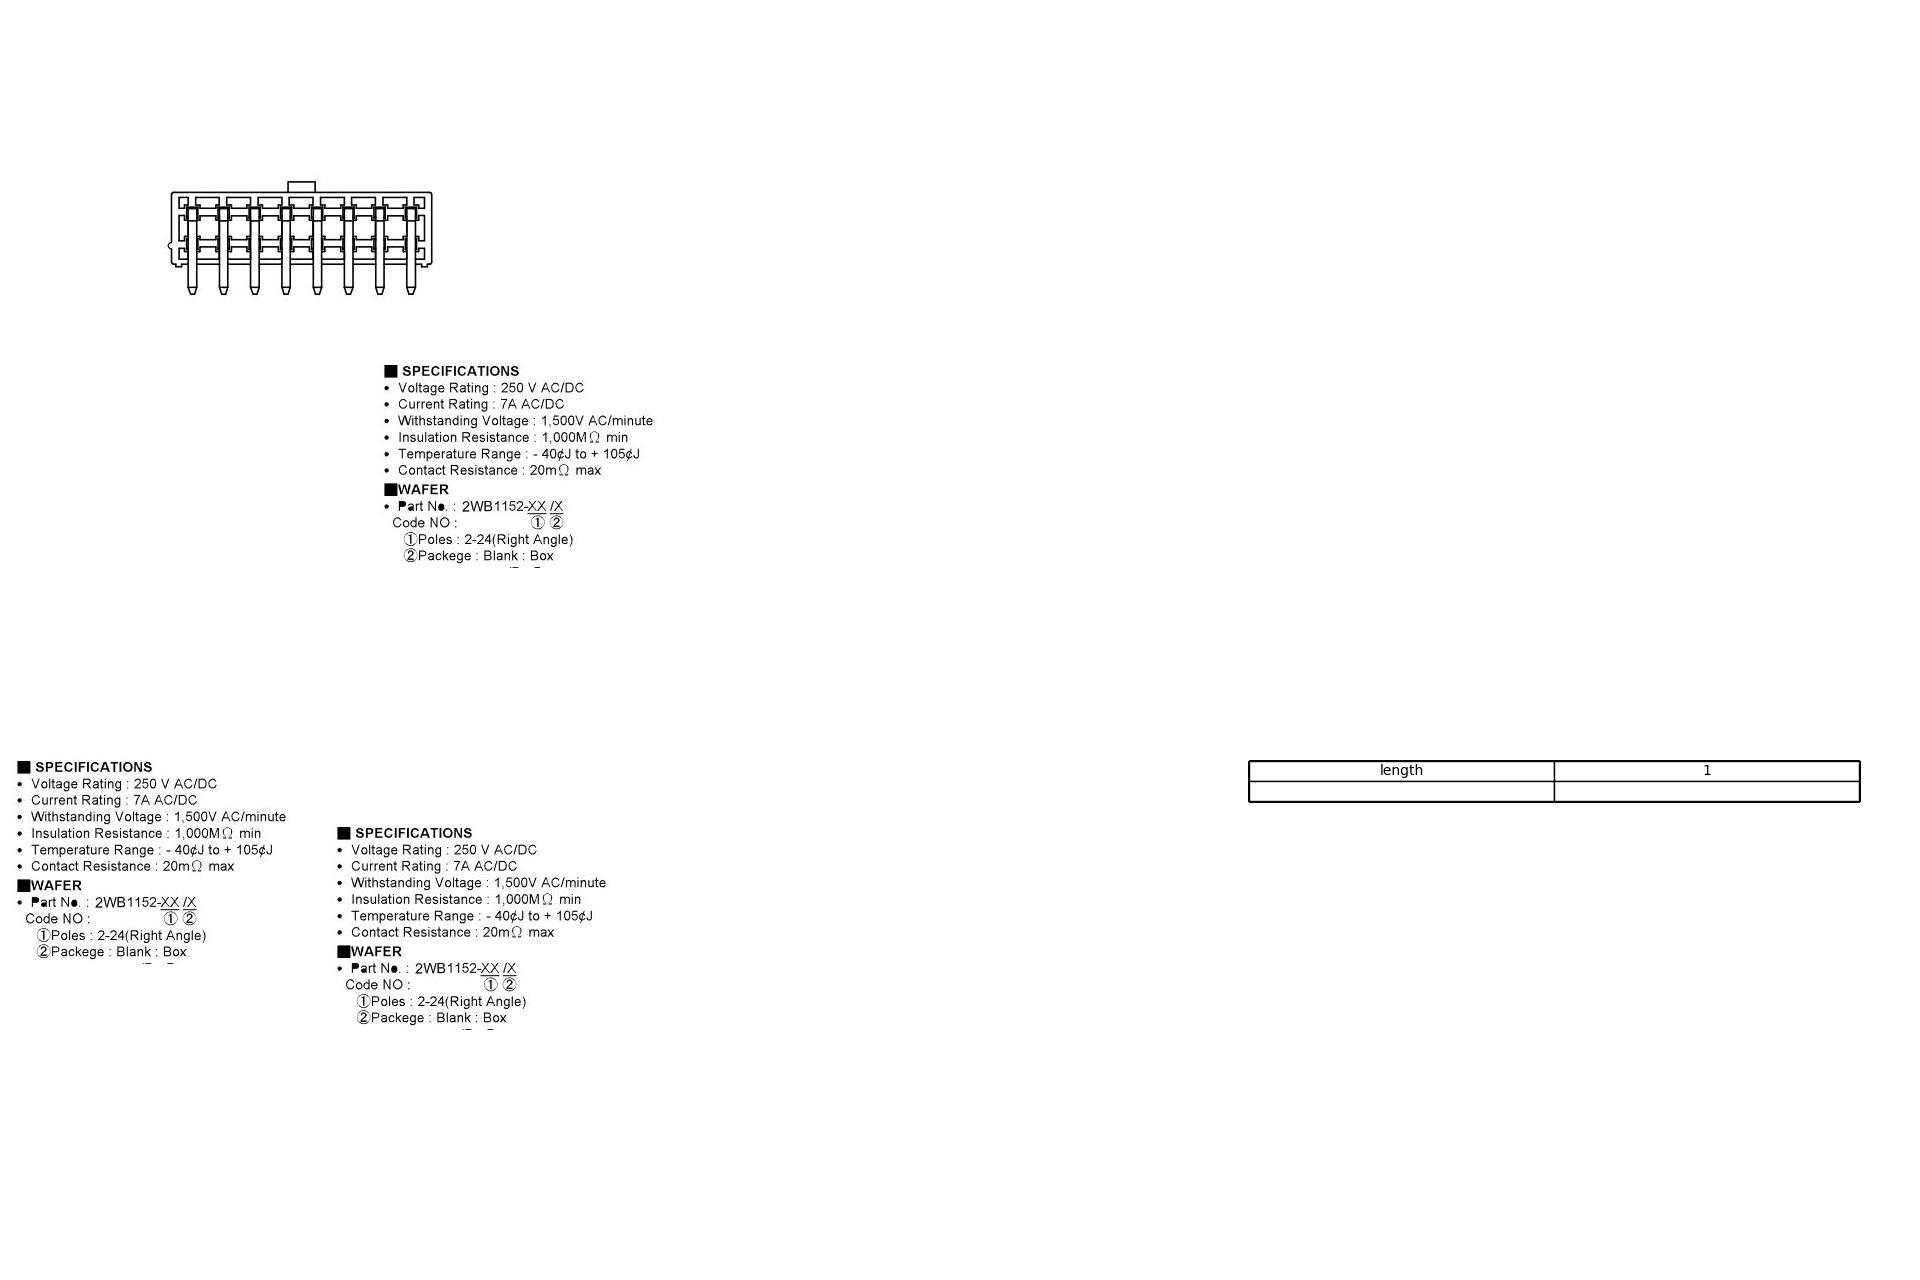 ■ SPECIFICATIONS
• Voltage Rating : 250 V AC/DC
• Current Rating : 7A AC/DC
• Withstanding Voltage : 1,500V AC/minute
• Insulation Resistance : 1,000MΩ min
• Temperature Range : - 40¢J to + 105¢J
• Contact Resistance : 20mΩ max
■WAFER
• Part No. : 2WB1152-XX /X
Code NO : ① ②
①Poles : 2-24(Right Angle)
②Packege : Blank : Box
■ SPECIFICATIONS
• Voltage Rating : 250 V AC/DC
• Current Rating : 7A AC/DC
• Withstanding Voltage : 1,500V AC/minute
• Insulation Resistance : 1,000MΩ min
• Temperature Range : - 40¢J to + 105¢J
• Contact Resistance : 20mΩ max
■WAFER
• Part No. : 2WB1152-XX /X
Code NO : ① ②
①Poles : 2-24(Right Angle)
②Packege : Blank : Box
■ SPECIFICATIONS
• Voltage Rating : 250 V AC/DC
• Current Rating : 7A AC/DC
• Withstanding Voltage : 1,500V AC/minute
• Insulation Resistance : 1,000MΩ min
• Temperature Range : - 40¢J to + 105¢J
• Contact Resistance : 20mΩ max
■WAFER
• Part No. : 2WB1152-XX /X
Code NO : ① ②
①Poles : 2-24(Right Angle)
②Packege : Blank : Box
length 1